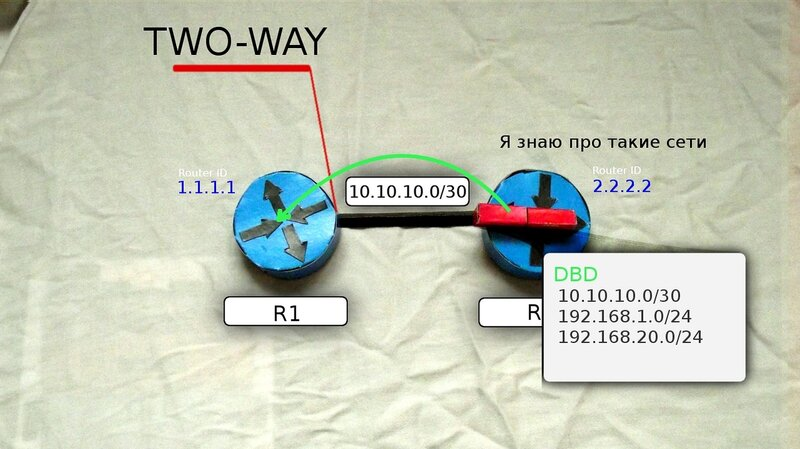 TWO-WAY
Я знаю про такие сети
Router ID
1.1.1.1
10.10.10.0/30
Router ID
2.2.2.2
R1
R
DBD
10.10.10.0/30
192.168.1.0/24
192.168.20.0/24